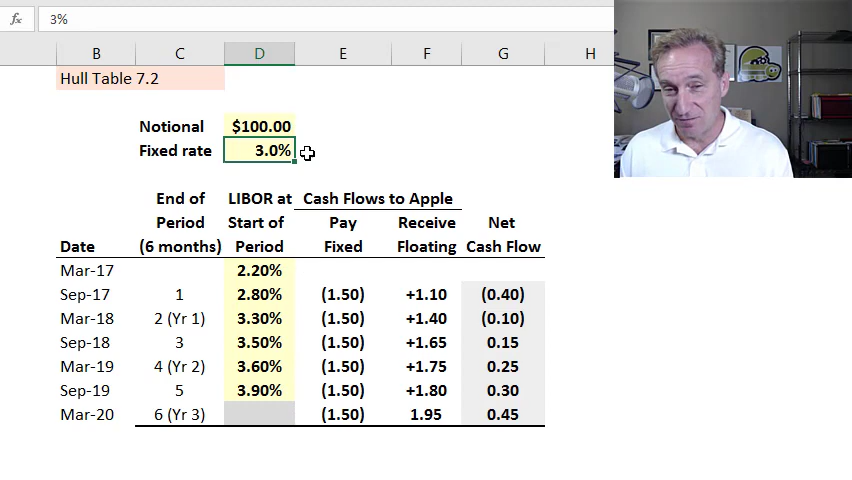 fx 3%
B C D E F G H
Hull Table 7.2
Notional $100.00
Fixed rate 3.0%
End of LIBOR at Cash Flows to Apple
Period Start of Pay Receive Net
Date (6 months) Period Fixed Floating Cash Flow
Mar-17 2.20%
Sep-17 1 2.80% (1.50) +1.10 (0.40)
Mar-18 2 (Yr 1) 3.30% (1.50) +1.40 (0.10)
Sep-18 3 3.50% (1.50) +1.65 0.15
Mar-19 4 (Yr 2) 3.60% (1.50) +1.75 0.25
Sep-19 5 3.90% (1.50) +1.80 0.30
Mar-20 6 (Yr 3) (1.50) 1.95 0.45